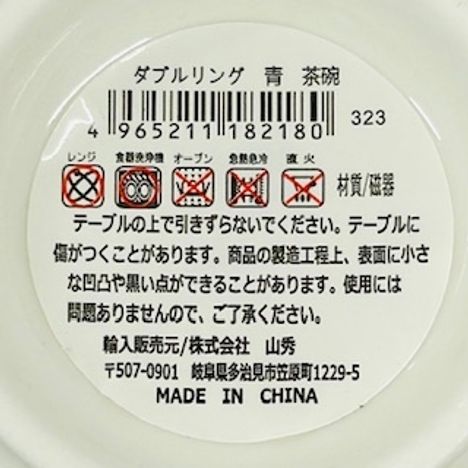 ダブルリング 青 茶碗
4 965211 182180 323
レンジ 食器洗浄機 オーブン 急熱急冷 直火 材質/磁器
テーブルの上で引きずらないでください。テーブルに
傷がつくことがあります。商品の製造工程上、表面に小さ
な凹凸や黒い点ができることがあります。使用には
問題ありませんので、ご了承ください。
輸入販売元/株式会社 山秀
〒507-0901 岐阜県多治見市笠原町1229-5
MADE IN CHINA